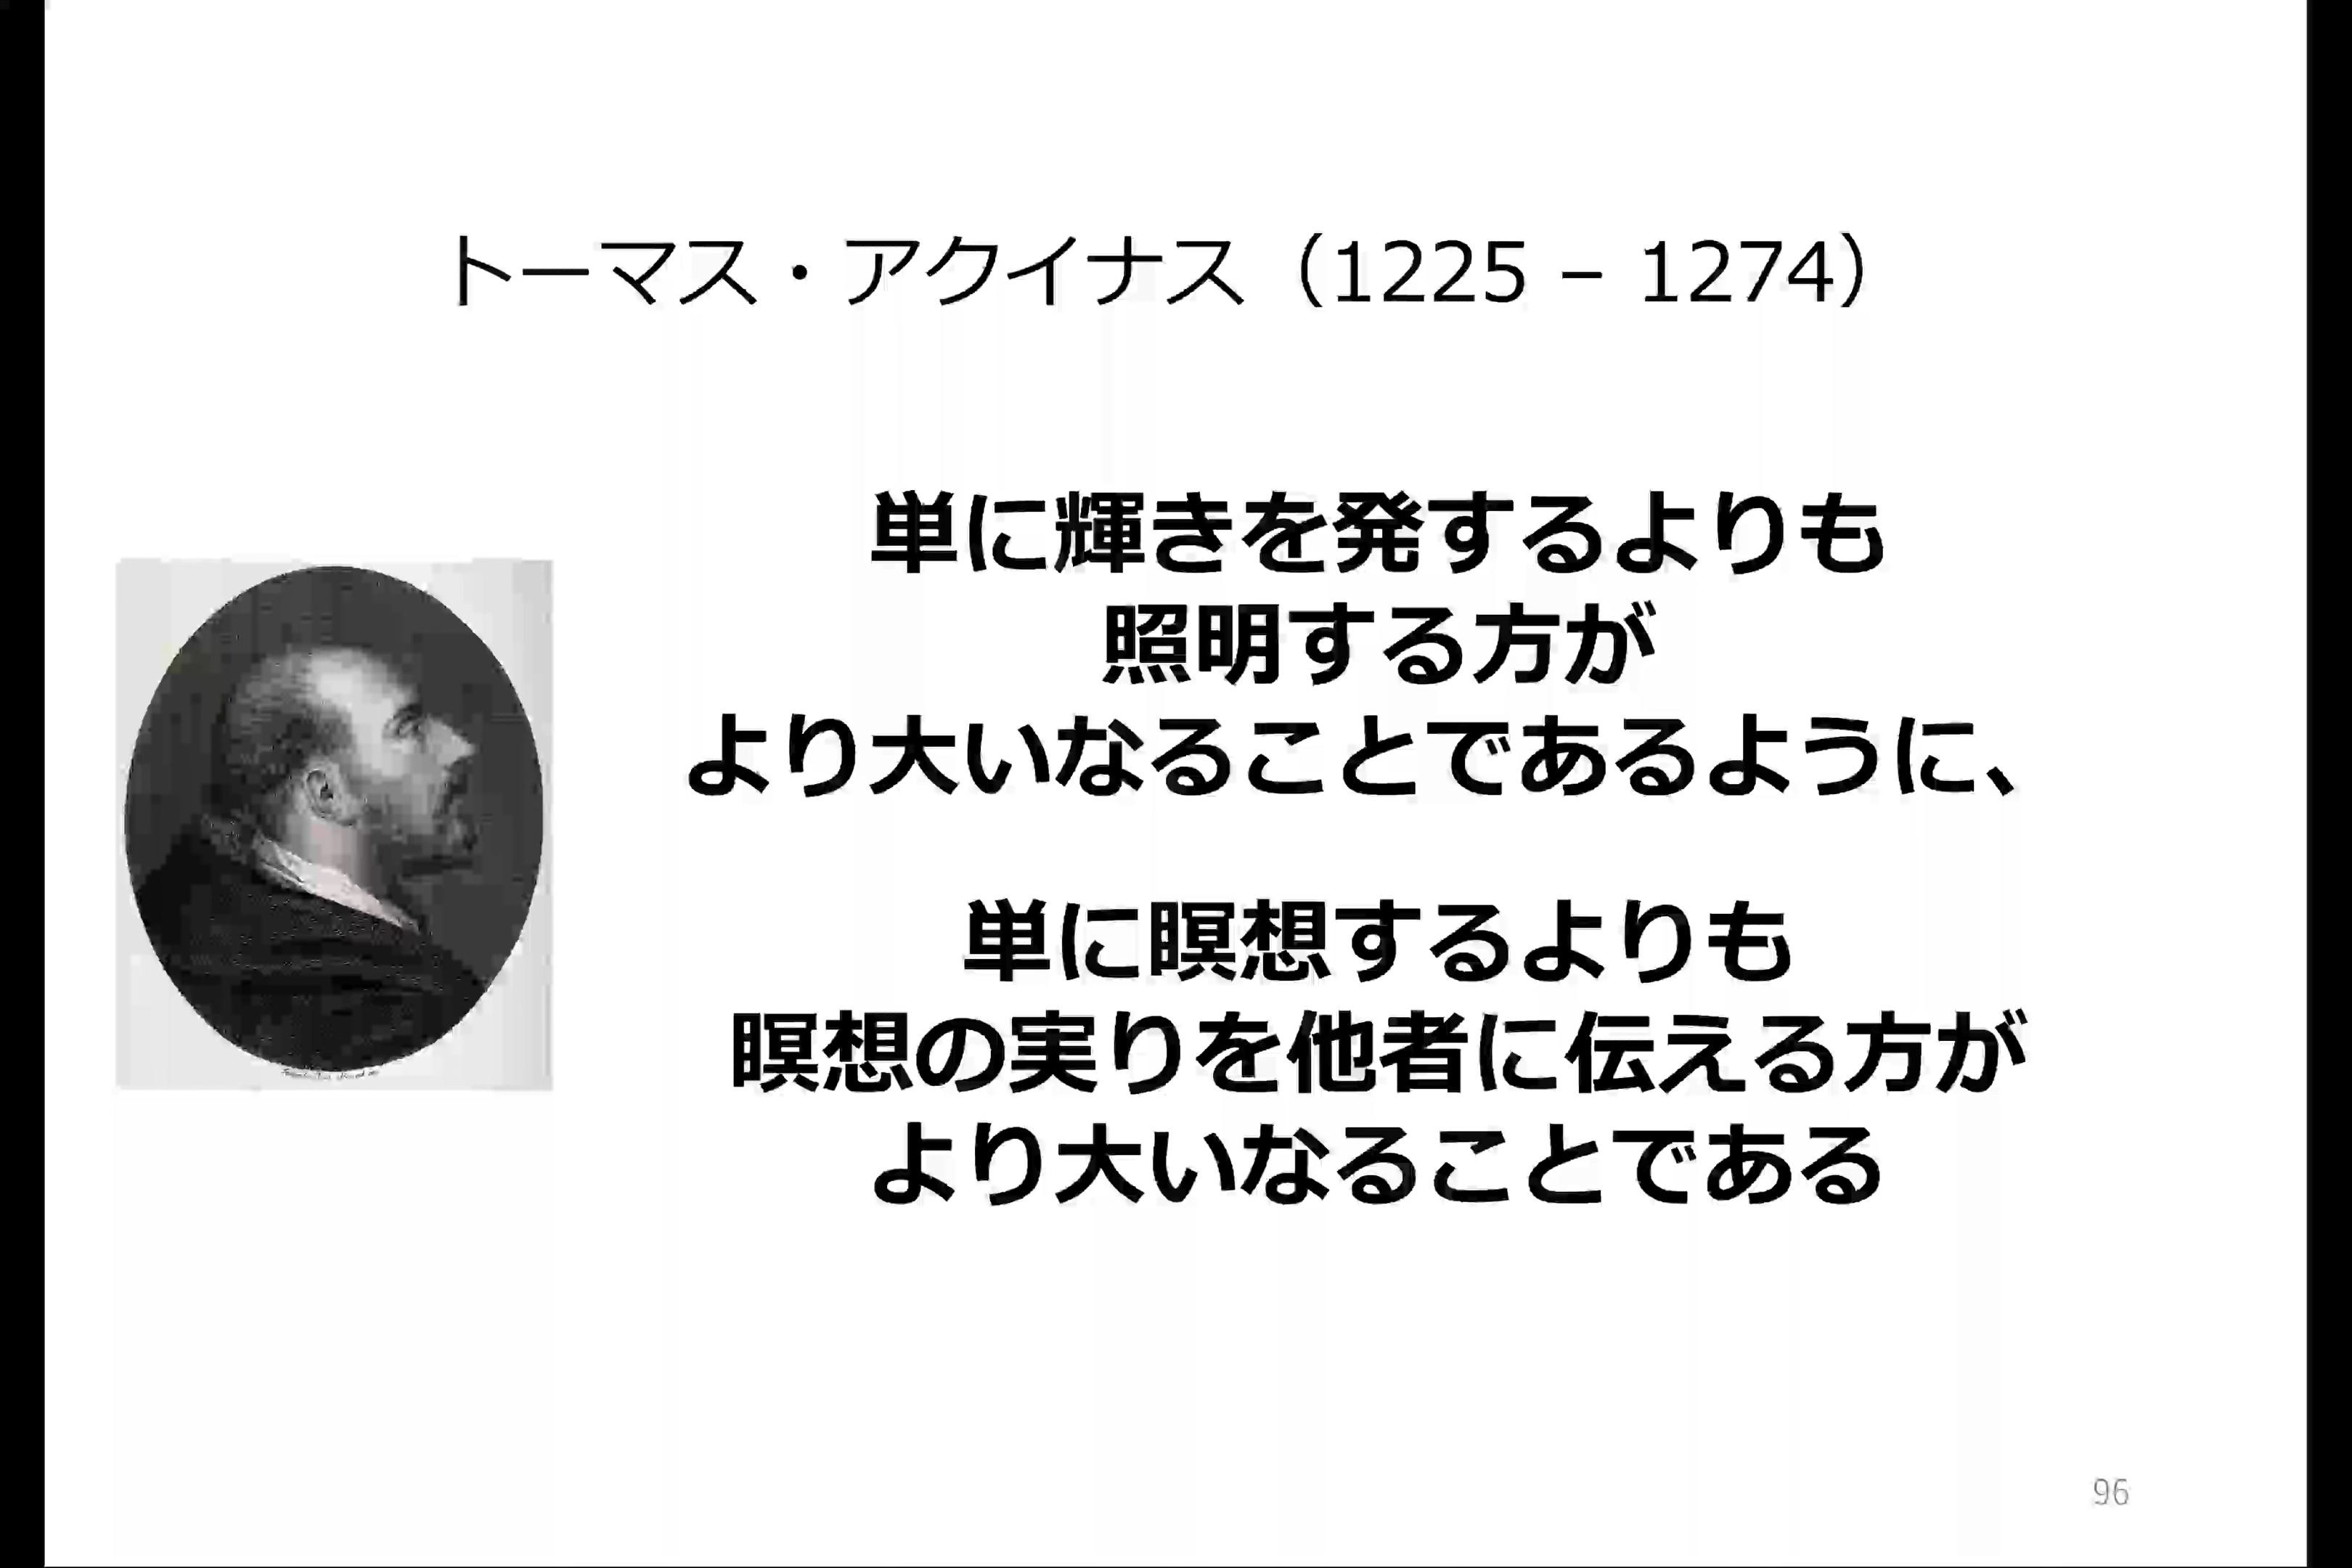 トーマス・アクイナス（1225 – 1274）
単に輝きを発するよりも
照明する方が
より大いなることであるように、
単に瞑想するよりも
瞑想の実りを他者に伝える方が
より大いなることである
96